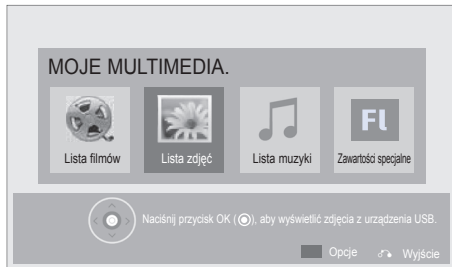 MOJE MULTIMEDIA.
Lista filmów
Lista zdjęć
Lista muzyki
FL
Zawartości specjalne
Naciśnij przycisk OK (◉), aby wyświetlić zdjęcia z urządzenia USB.
Opcje
Wyjście